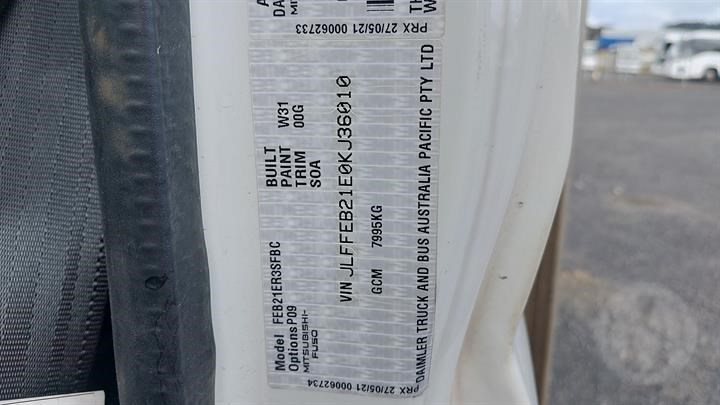 PRX 27/05/21 00062733
Model FEB21ER3SFBC
Options P09
MITSUBISHI-
FUSO
BUILT
PAINT W31
TRIM 00G
SOA
VIN JLFFEB21E0KJ36010
GCM 7995KG
DAIMLER TRUCK AND BUS AUSTRALIA PACIFIC PTY LTD
PRX 27/05/21 00062734